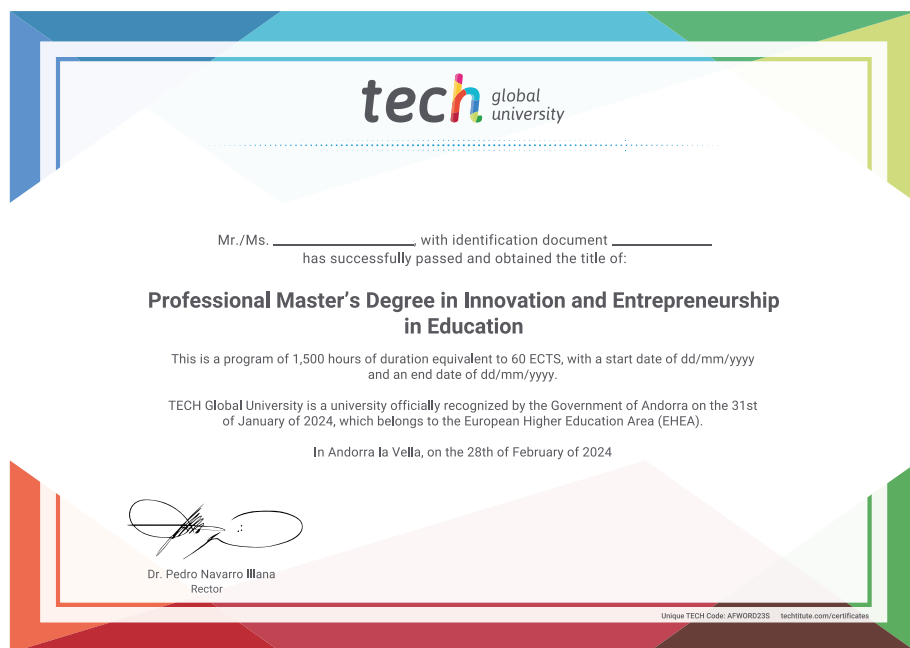 tech global
university
Mr./Ms. ____________, with identification document ____________
has successfully passed and obtained the title of:
Professional Master’s Degree in Innovation and Entrepreneurship
in Education
This is a program of 1,500 hours of duration equivalent to 60 ECTS, with a start date of dd/mm/yyyy
and an end date of dd/mm/yyyy.
TECH Global University is a university officially recognized by the Government of Andorra on the 31st
of January of 2024, which belongs to the European Higher Education Area (EHEA).
In Andorra la Vella, on the 28th of February of 2024
Dr. Pedro Navarro Illana
Rector
Unique TECH Code: AFWORD23S techtitute.com/certificates